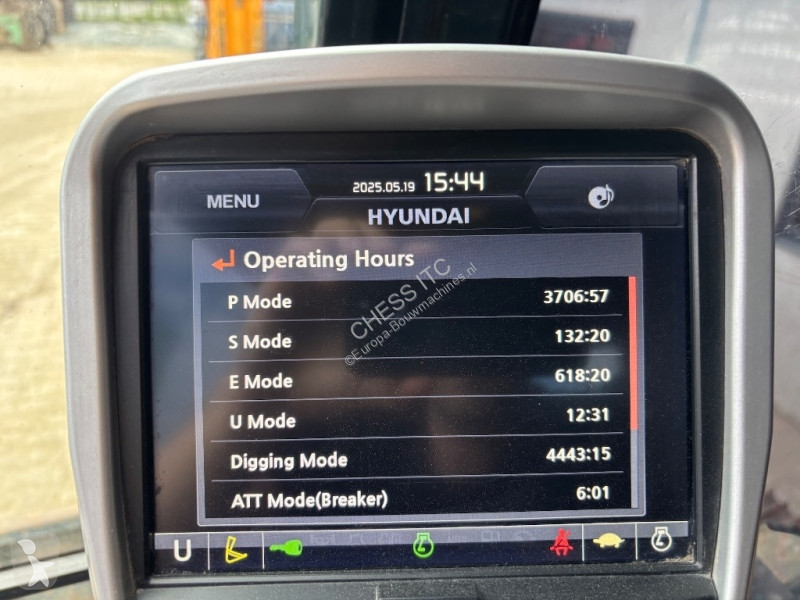 2025.05.19 15:44
MENU
HYUNDAI
Operating Hours
P Mode 3706:57
S Mode 132:20
E Mode 618:20
U Mode 12:31
Digging Mode 4443:15
ATT Mode(Breaker) 6:01
U
CHESS ITC
©Europa-Bouwmachines.nl